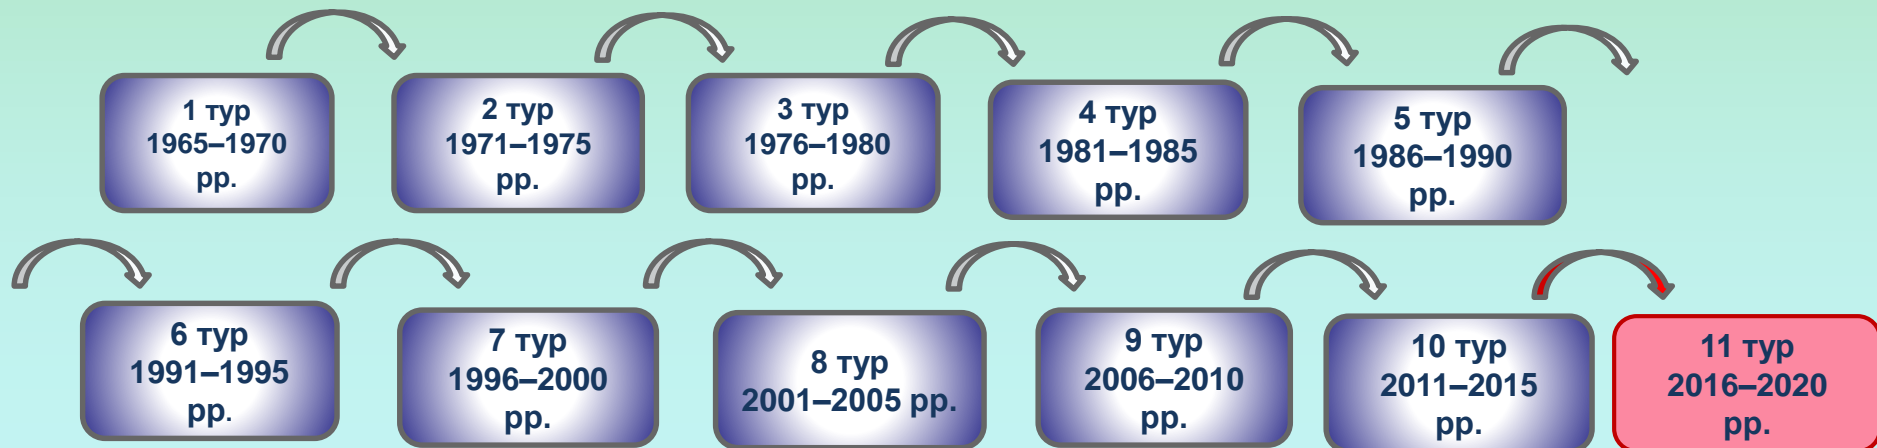 1 тур
1965–1970
рр.
2 тур
1971–1975
рр.
3 тур
1976–1980
рр.
4 тур
1981–1985
рр.
5 тур
1986–1990
рр.
6 тур
1991–1995
рр.
7 тур
1996–2000
рр.
8 тур
2001–2005 рр.
9 тур
2006–2010
рр.
10 тур
2011–2015
рр.
11 тур
2016–2020
рр.